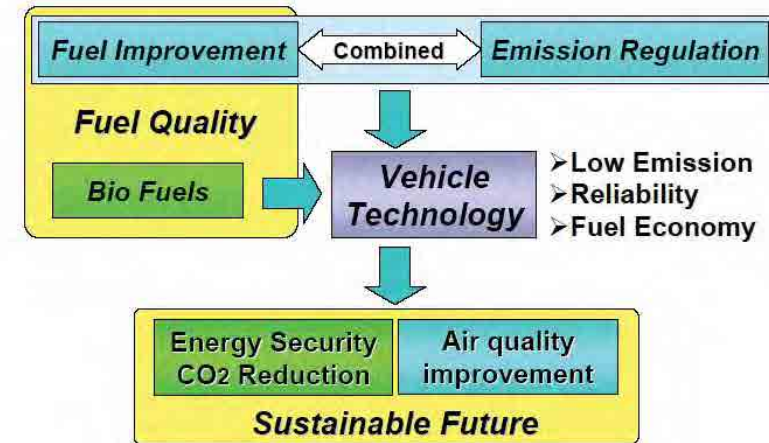 Fuel Improvement
Combined
Emission Regulation
Fuel Quality
Bio Fuels
Vehicle
Technology
➢Low Emission
➢Reliability
➢Fuel Economy
Energy Security
CO2 Reduction
Air quality
improvement
Sustainable Future